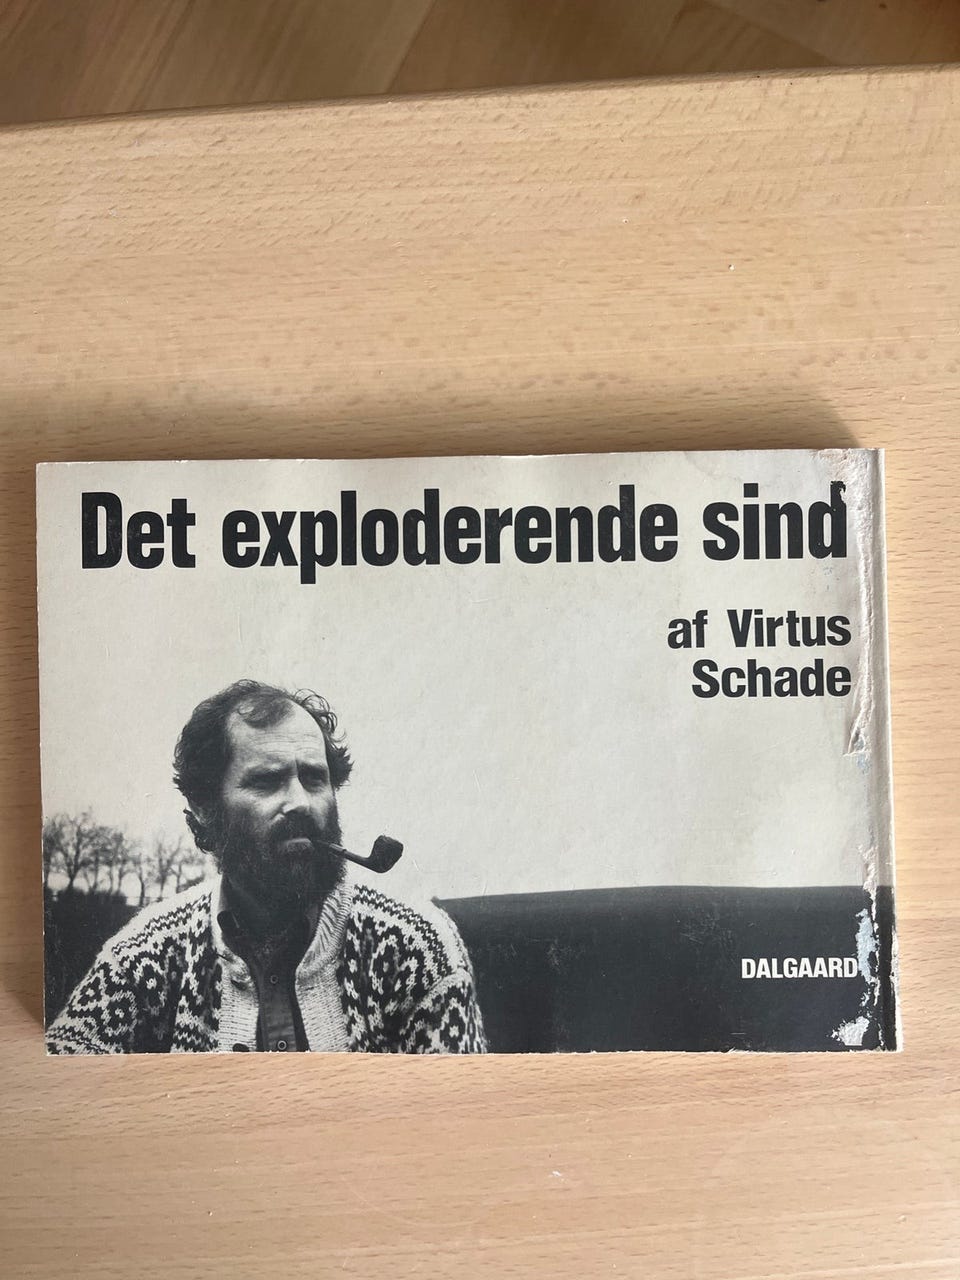 Det exploderende sind
af Virtus
Schade
DALGAARD